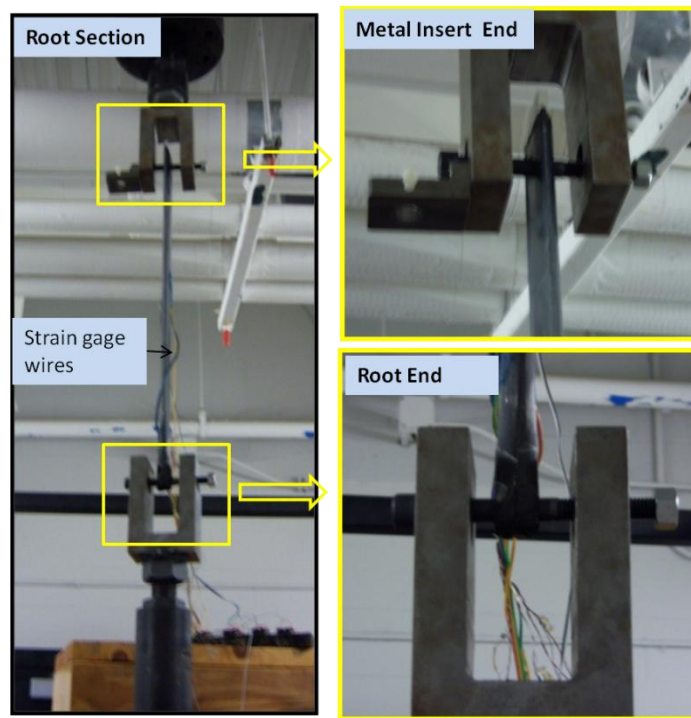 Root Section
Metal Insert  End
Strain gage
wires
Root End